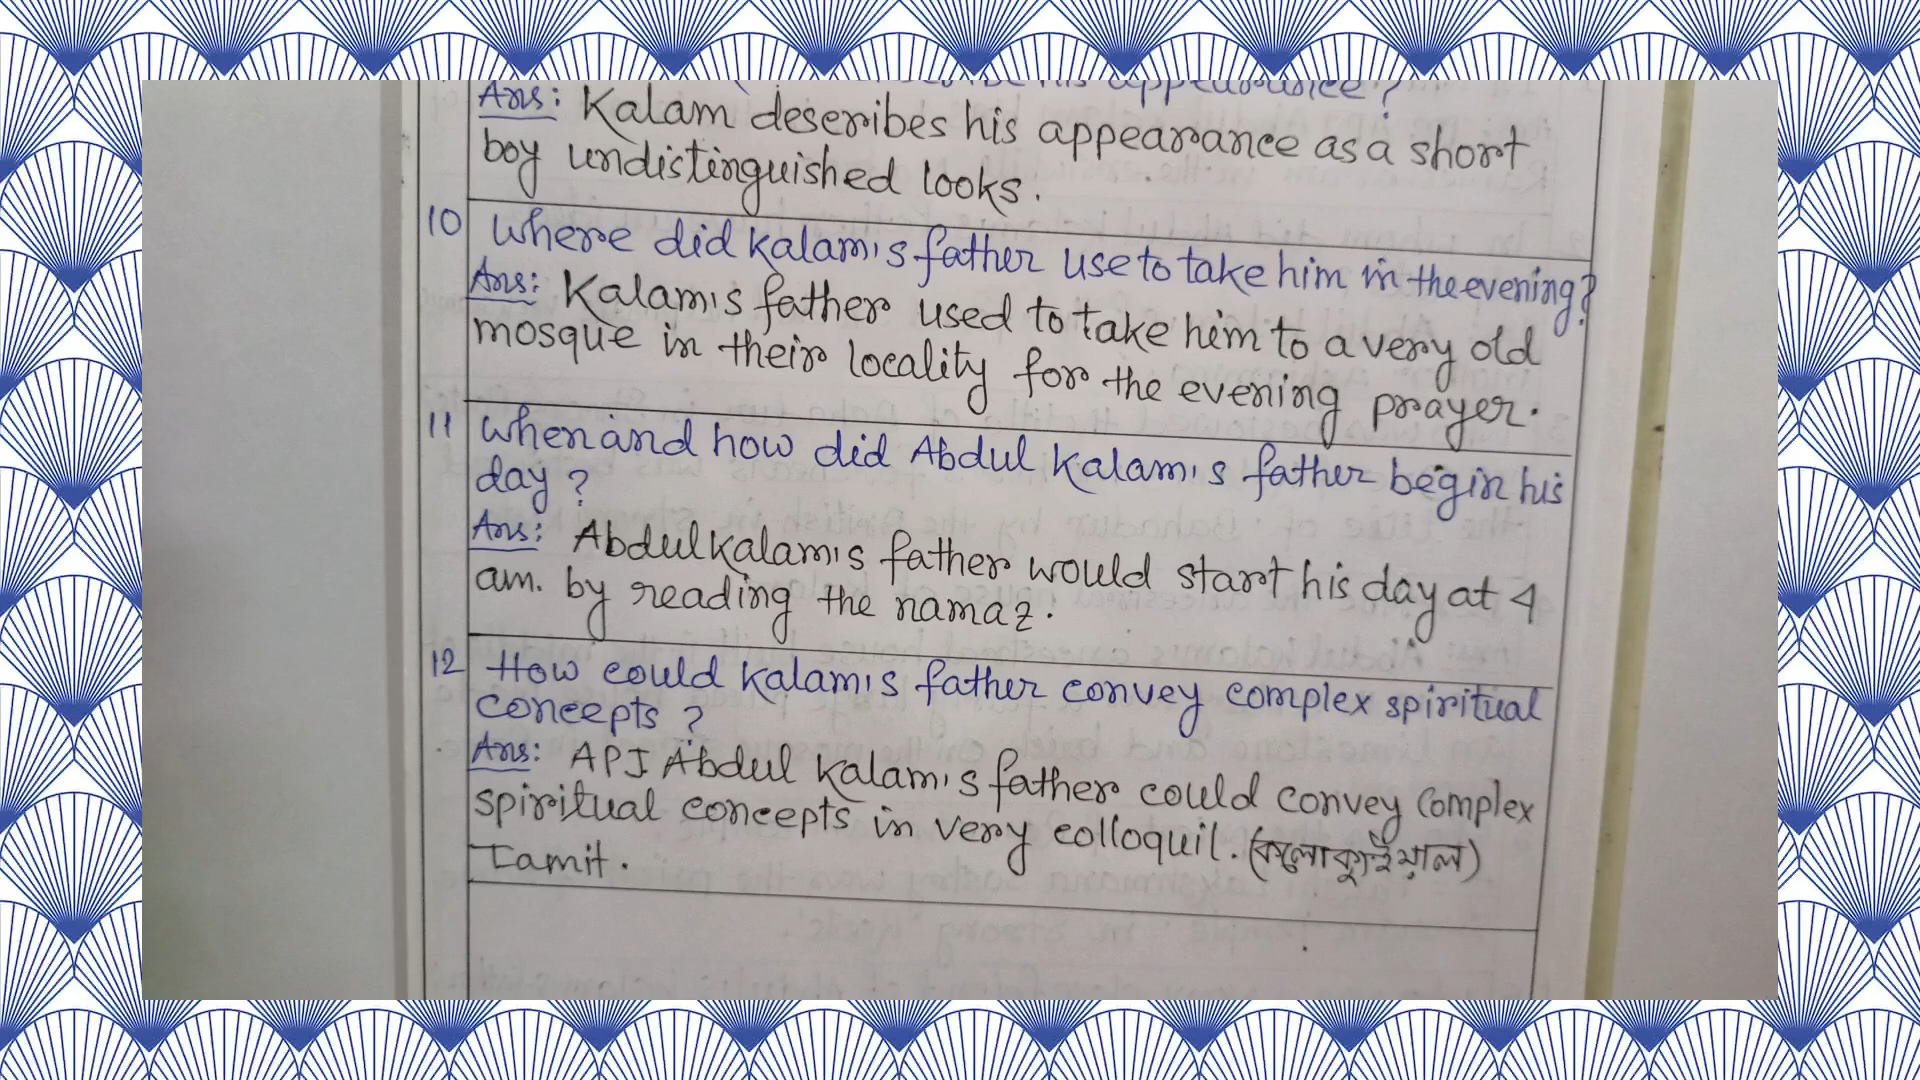 his appearance?
Ans: Kalam describes his appearance as a short
boy undistinguished looks.
10 Where did Kalam's father use to take him in the evening?
Ans: Kalam's father used to take him to a very old
mosque in their locality for the evening prayer.
11 When and how did Abdul Kalam's father begin his
day ?
Ans: Abdul kalam's father would start his day at 4
am. by reading the namaz.
12 How could Kalam's father convey complex spiritual
concepts ?
Ans: APJ Abdul Kalam's father could convey complex
spiritual concepts in very colloquil. (কলোকুাইয়াল)
Tamit.